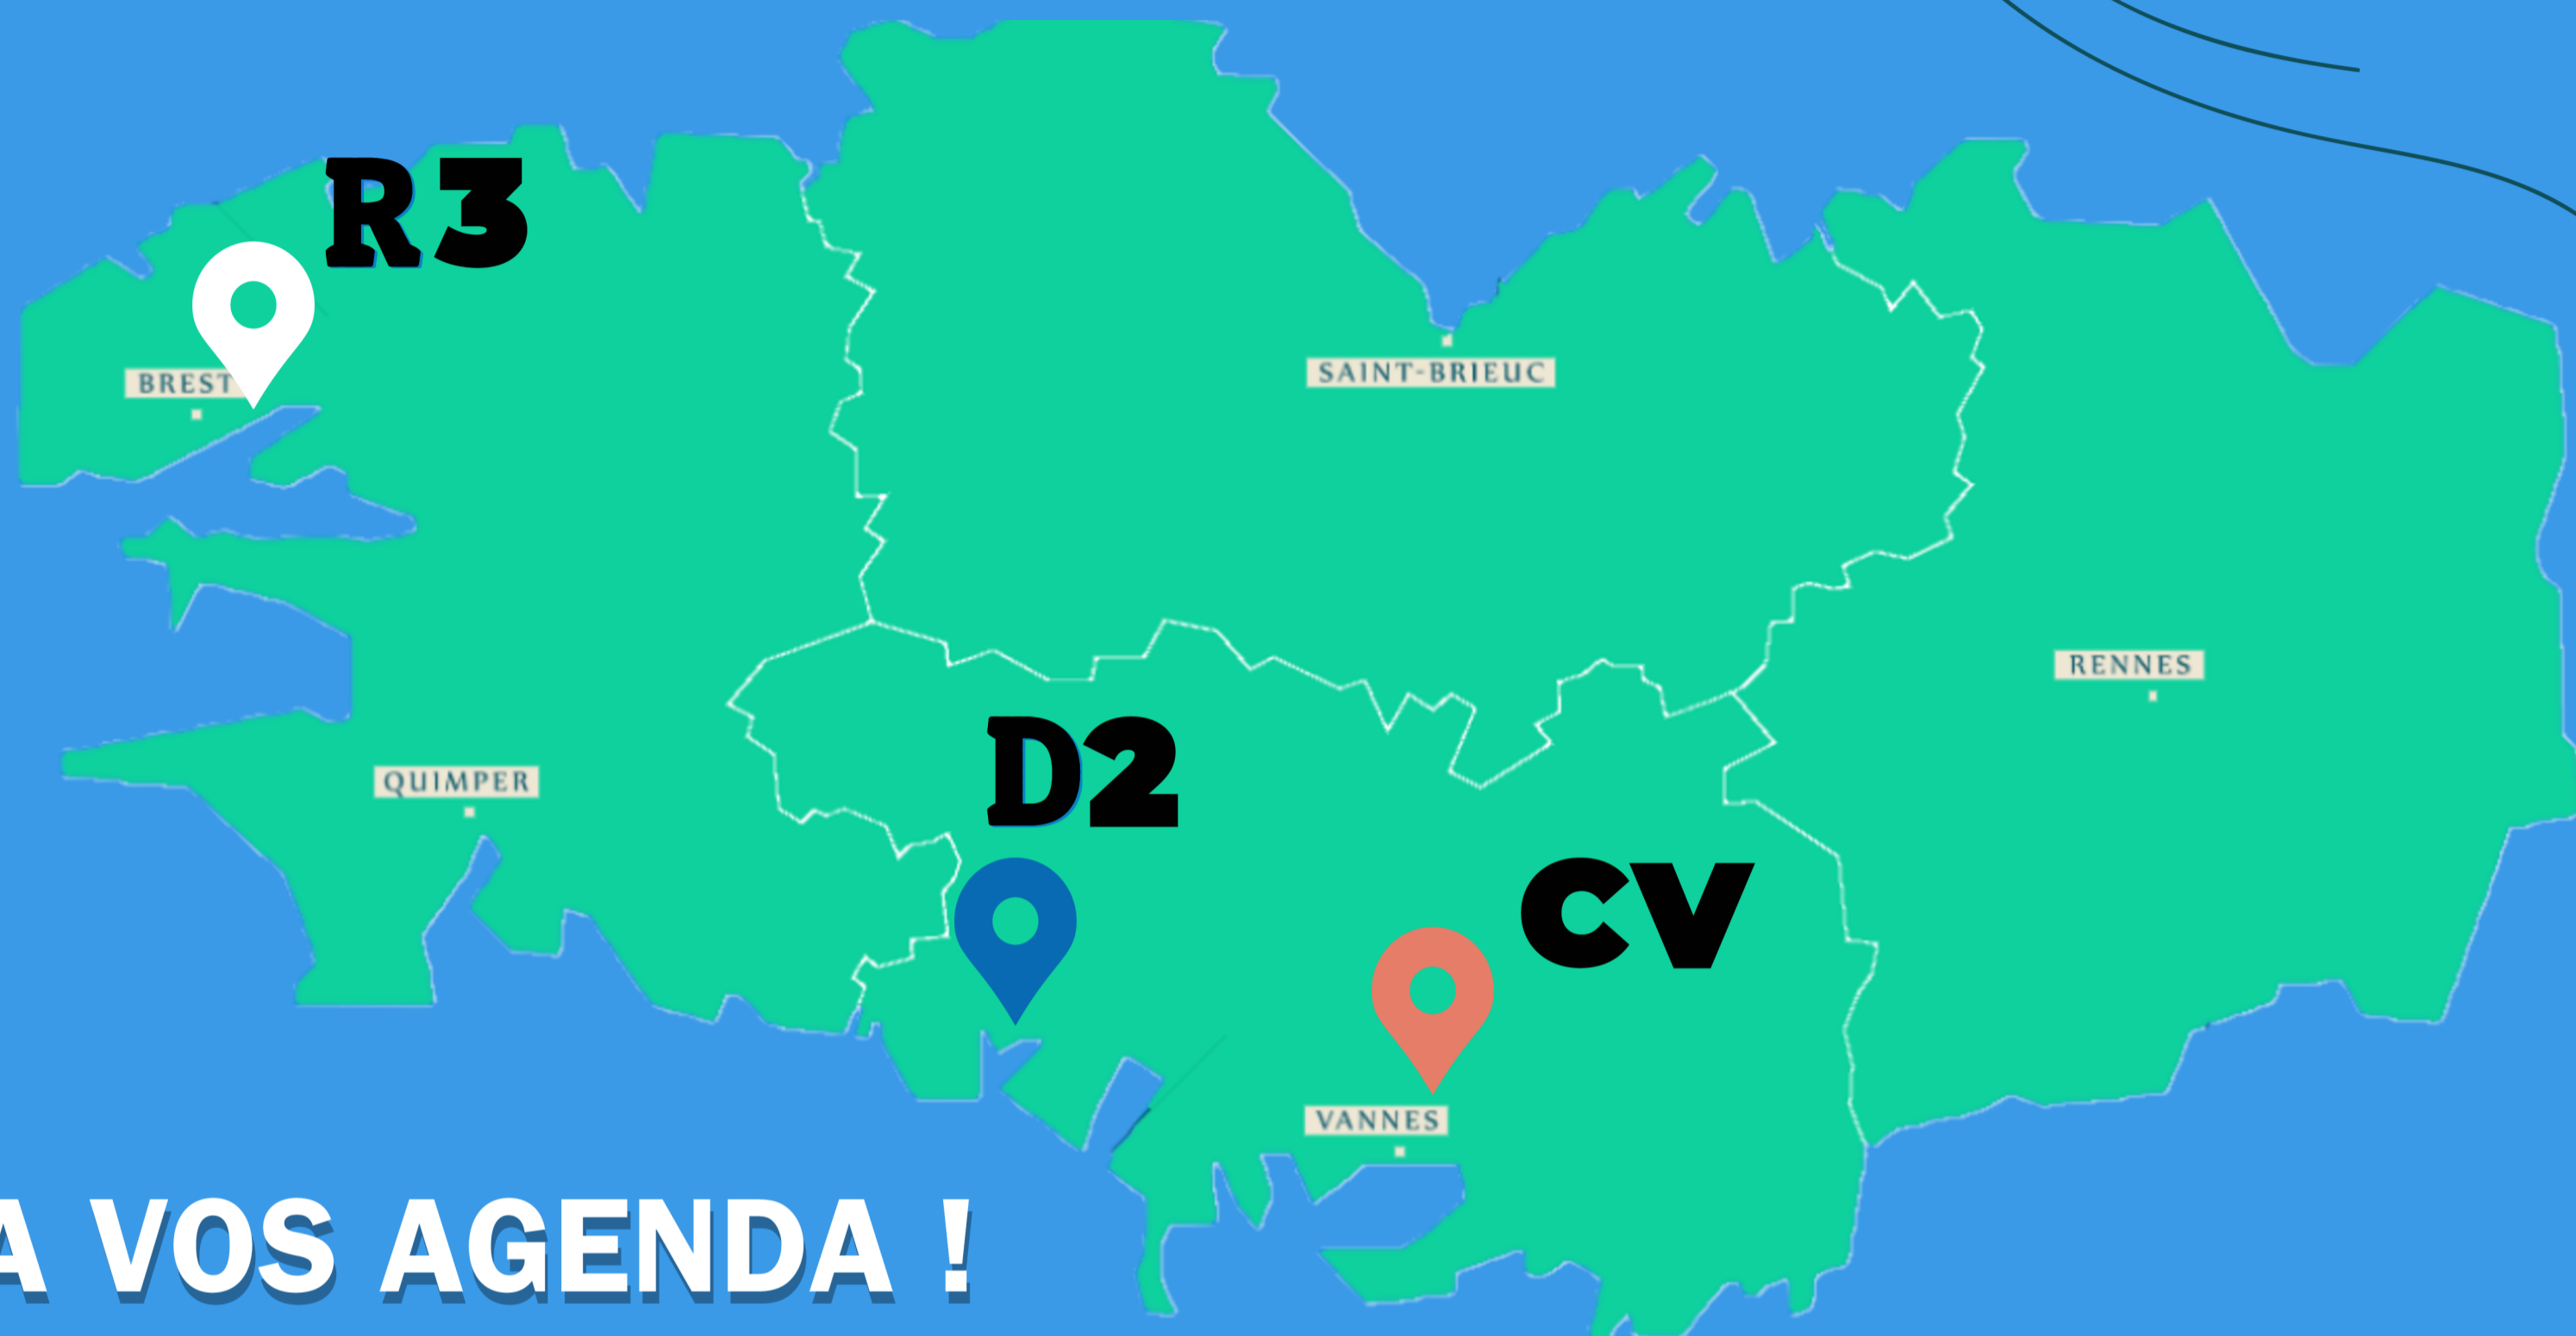 R3
BREST
SAINT-BRIEUC
RENNES
D2
QUIMPER
CV
VANNES
A VOS AGENDA !